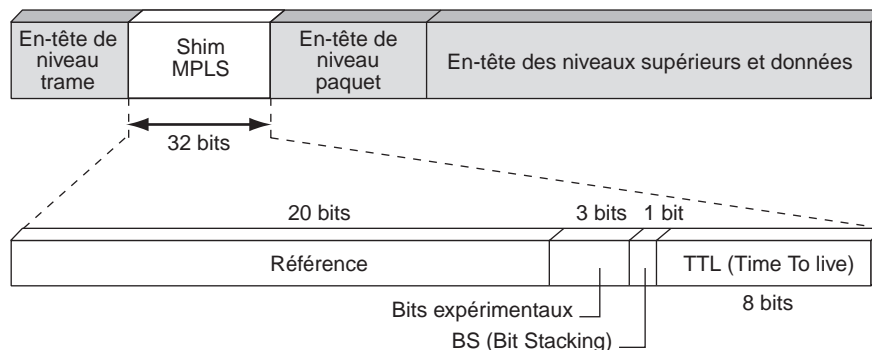 En-tête de
niveau
trame
Shim
MPLS
En-tête de
niveau
paquet
En-tête des niveaux supérieurs et données
32 bits
20 bits
3 bits
1 bit
Référence
TTL (Time To live)
Bits expérimentaux
8 bits
BS (Bit Stacking)